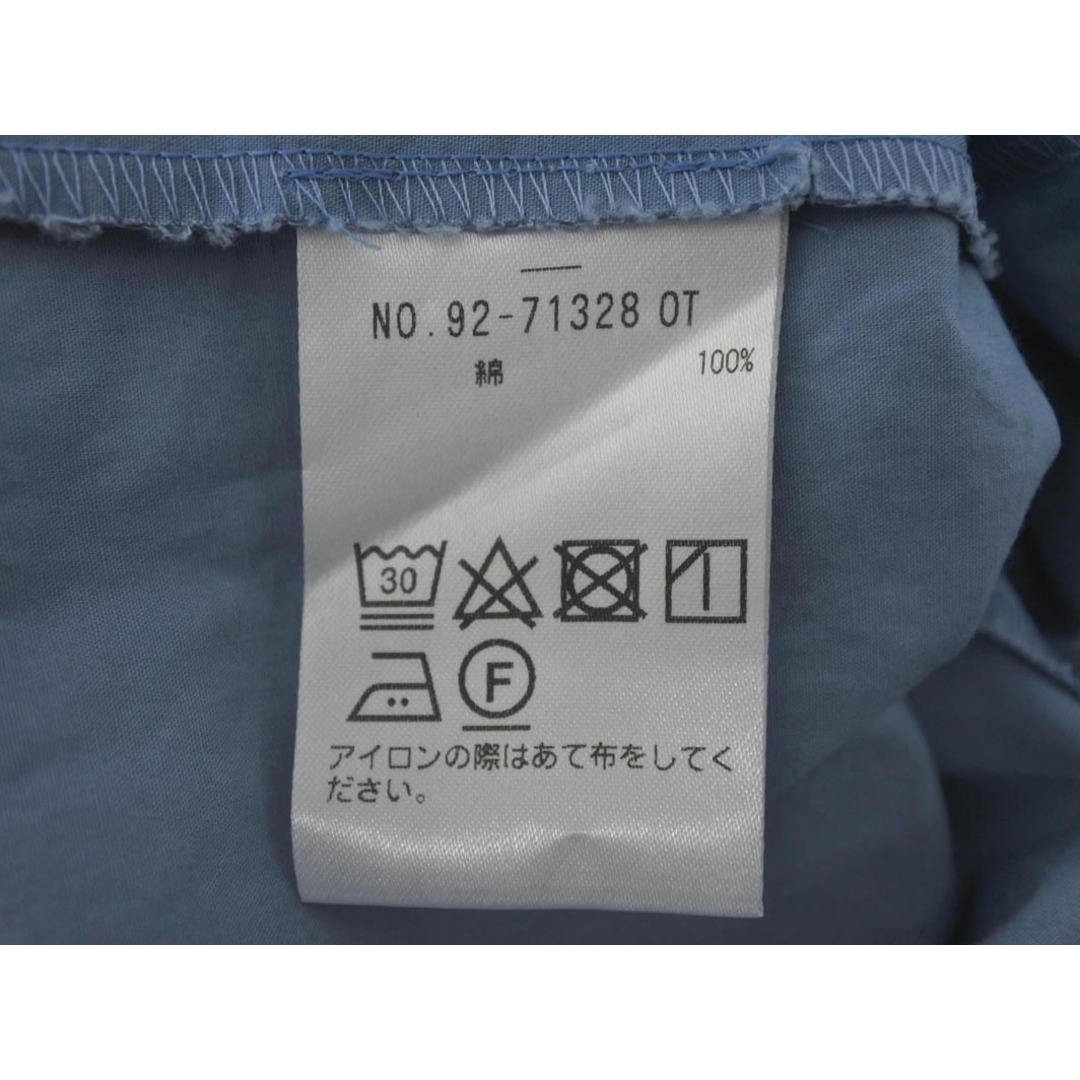 NO.92-71328 OT
綿 100%
30
F
アイロンの際はあて布をしてく
ださい。